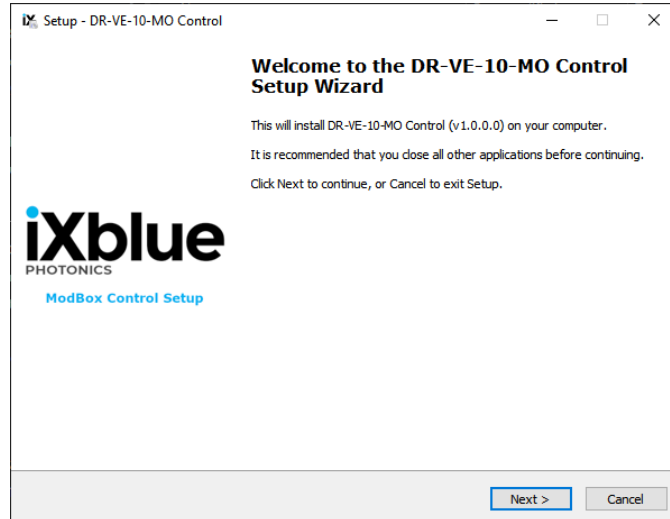 iX Setup - DR-VE-10-MO Control
Welcome to the DR-VE-10-MO Control
Setup Wizard
This will install DR-VE-10-MO Control (v1.0.0.0) on your computer.
It is recommended that you close all other applications before continuing.
Click Next to continue, or Cancel to exit Setup.
iXblue
PHOTONICS
ModBox Control Setup
Next >
Cancel